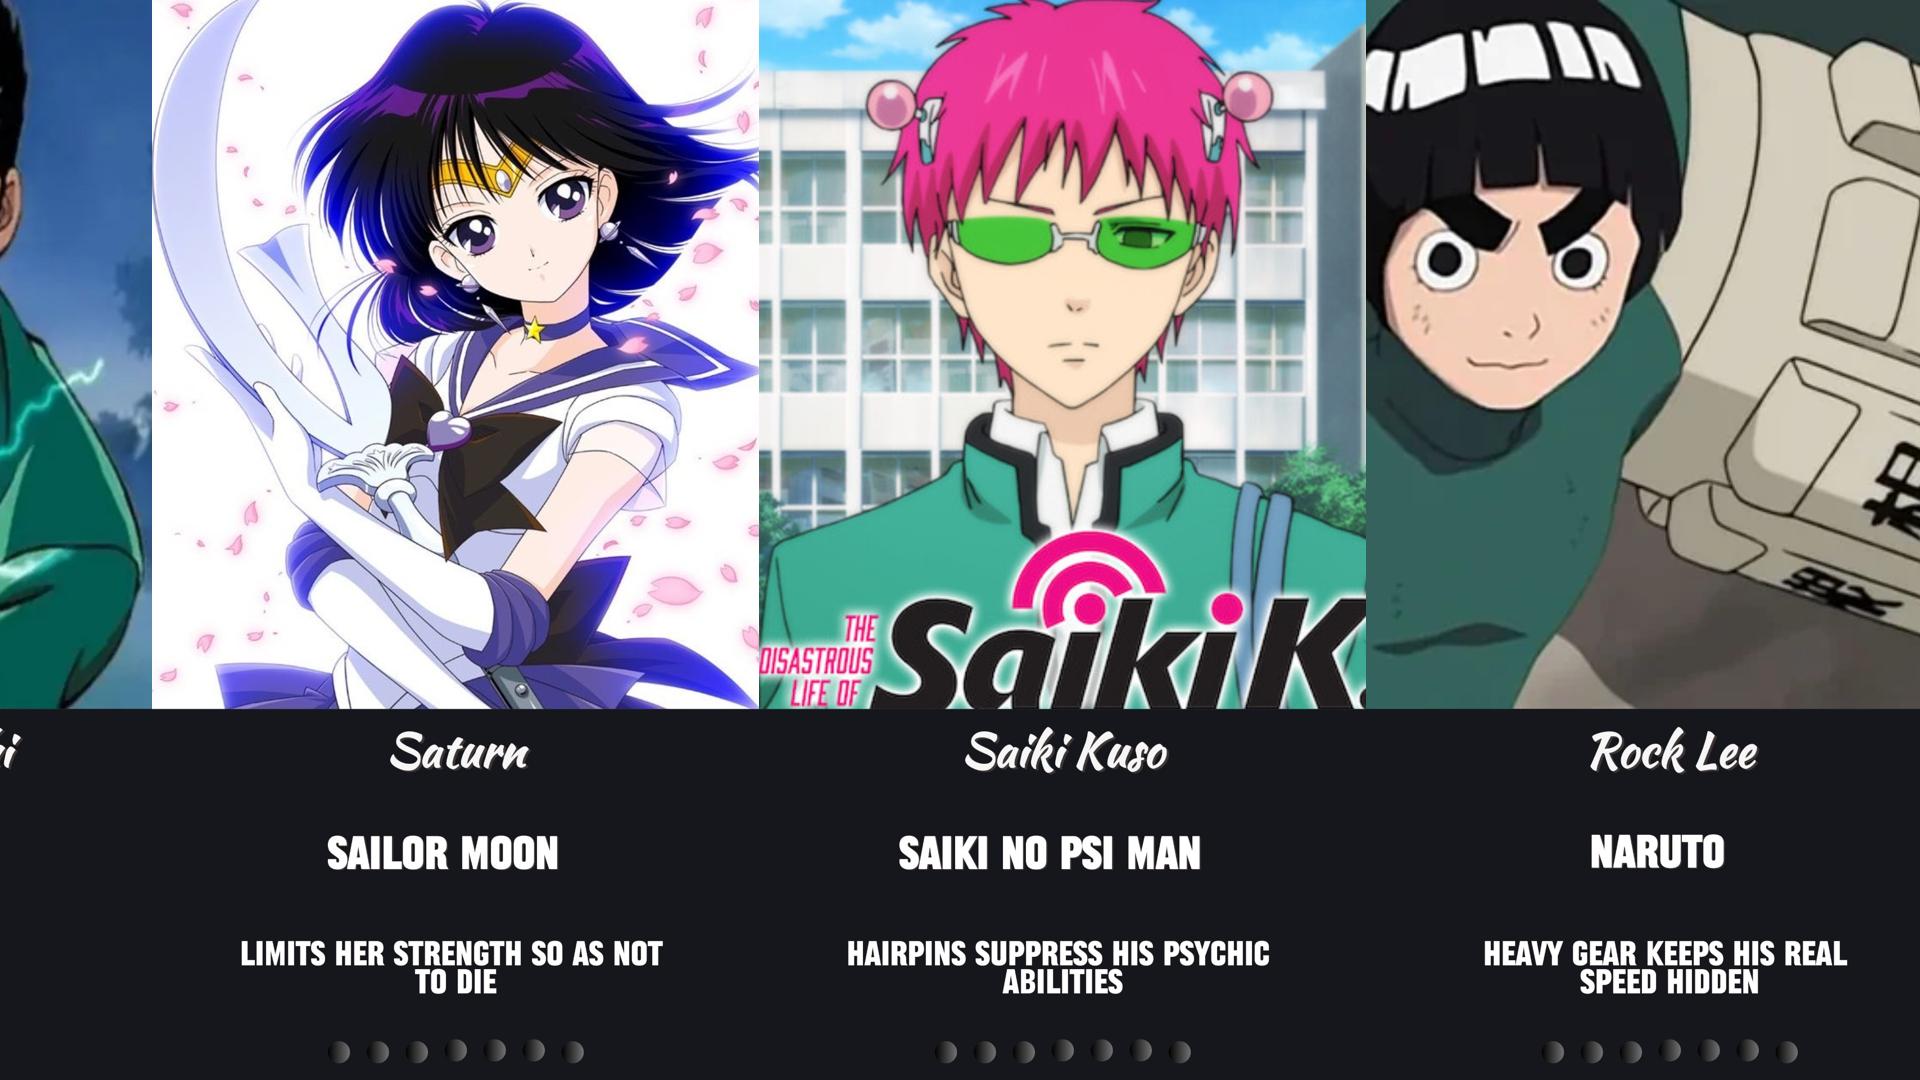 THE
DISASTROUS
LIFE OF
Saiki K.
Saturn
Saiki Kuso
Rock Lee
SAILOR MOON
SAIKI NO PSI MAN
NARUTO
LIMITS HER STRENGTH SO AS NOT
TO DIE
HAIRPINS SUPPRESS HIS PSYCHIC
ABILITIES
HEAVY GEAR KEEPS HIS REAL
SPEED HIDDEN